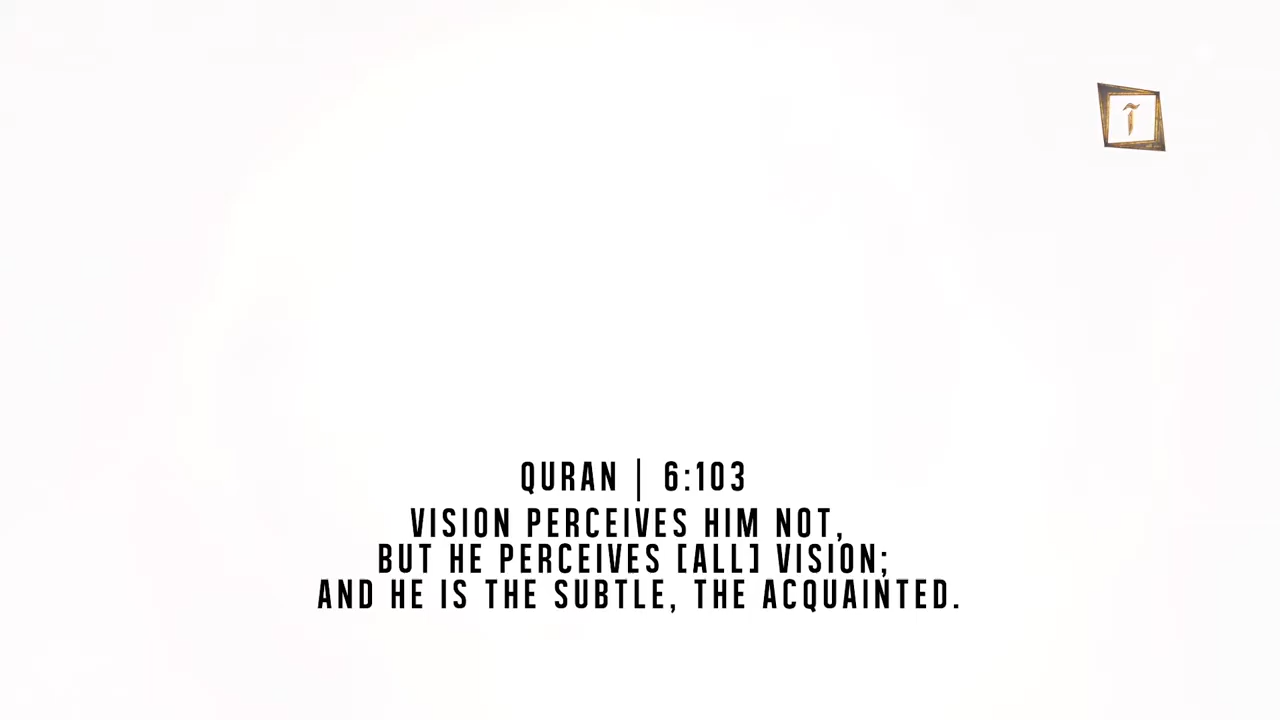 آ
QURAN | 6:103
VISION PERCEIVES HIM NOT,
BUT HE PERCEIVES [ALL] VISION;
AND HE IS THE SUBTLE, THE ACQUAINTED.